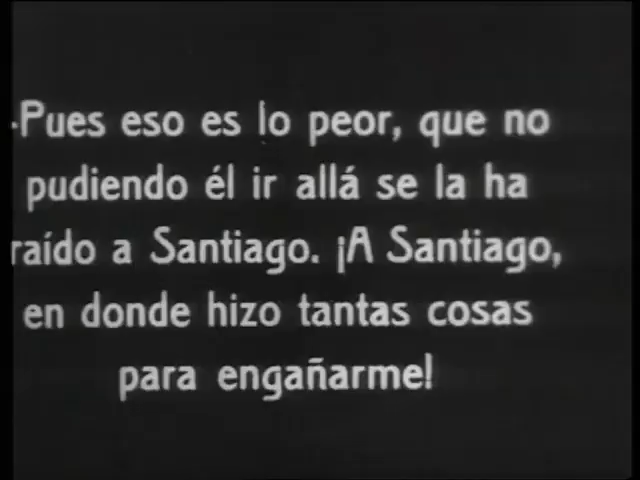 -Pues eso es lo peor, que no
pudiendo él ir allá se la ha
raído a Santiago. ¡A Santiago,
en donde hizo tantas cosas
para engañarme!